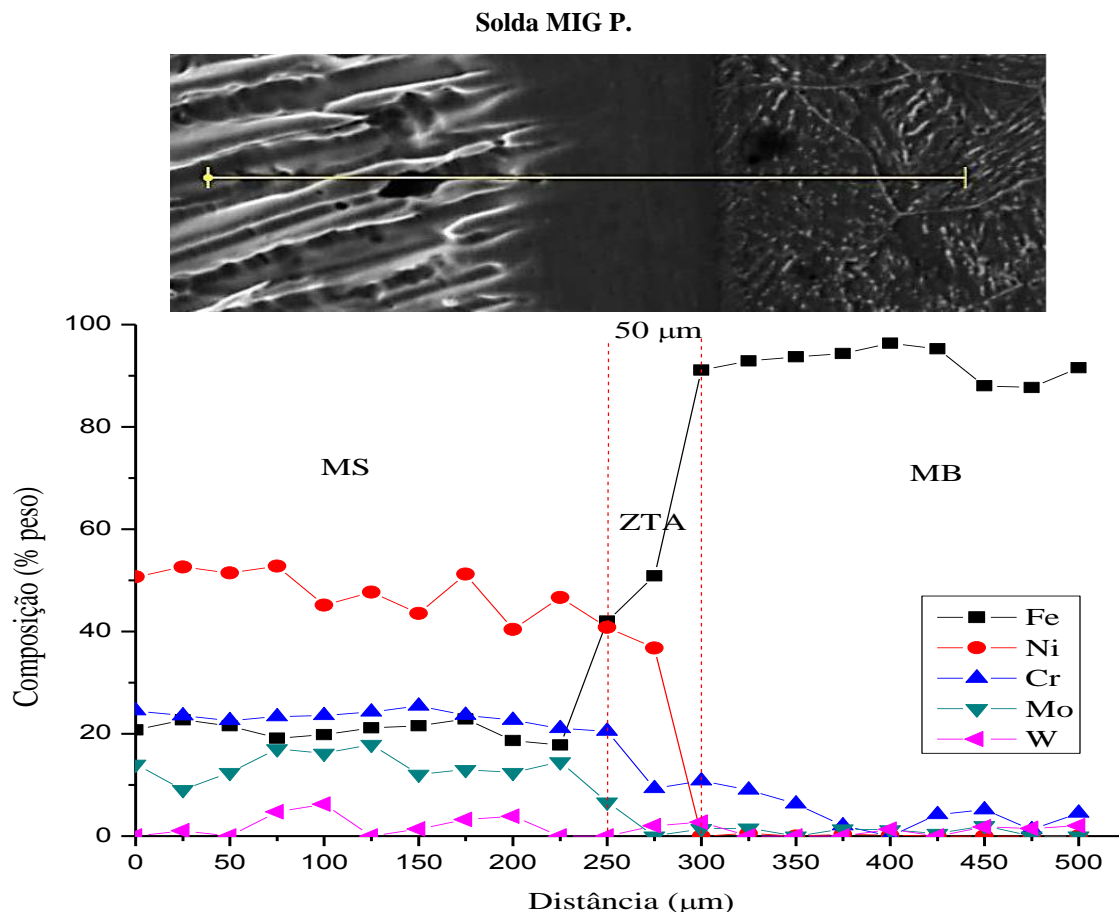 Solda MIG P.
100
80
60
40
20
0
Composição (% peso)
50 µm
MS
ZTA
MB
Fe
Ni
Cr
Mo
W
0 50 100 150 200 250 300 350 400 450 500
Distância (µm)